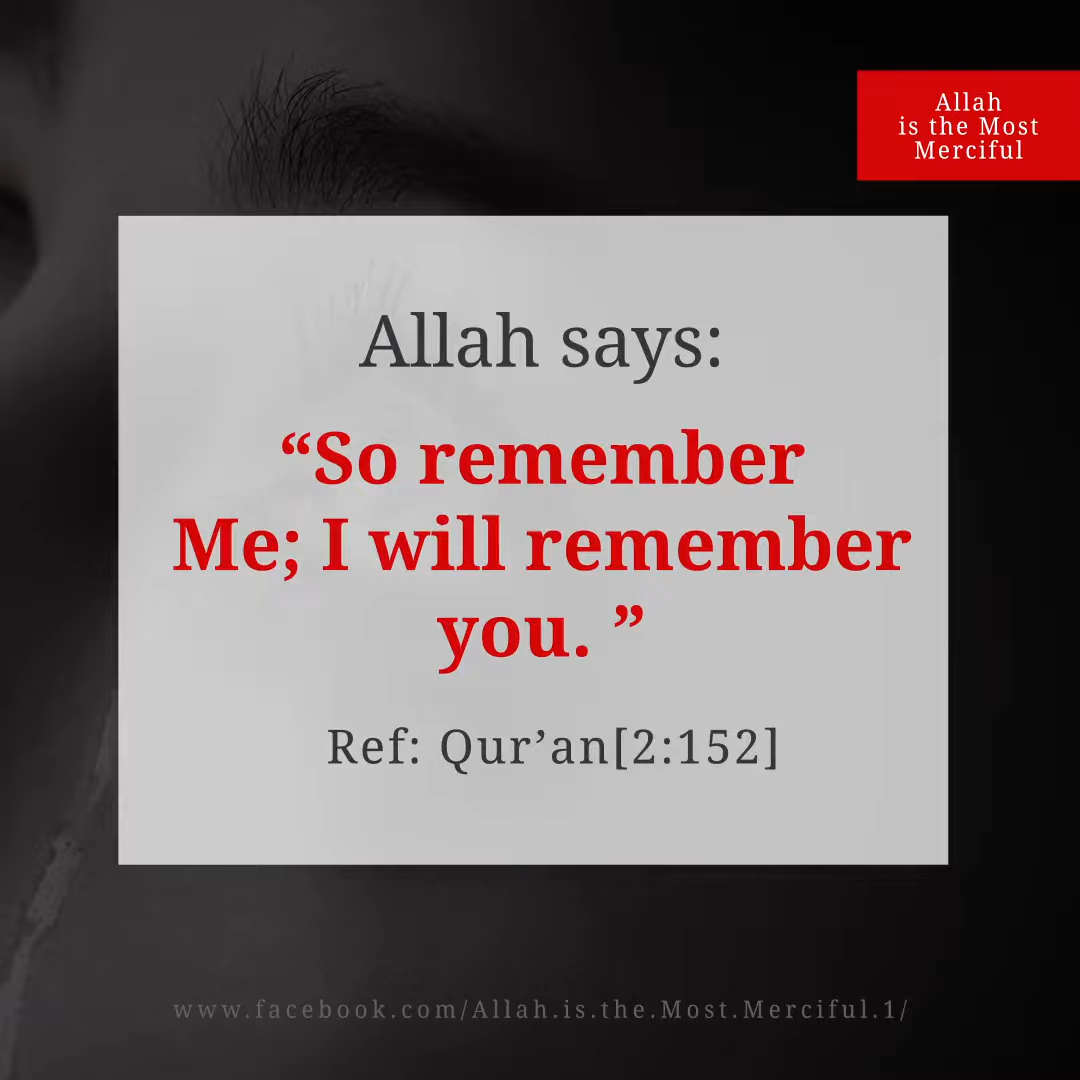 Allah
is the Most
Merciful
Allah says:
“So remember
Me; I will remember
you. ”
Ref: Qur’an[2:152]
www.facebook.com/Allah.is.the.Most.Merciful.1/